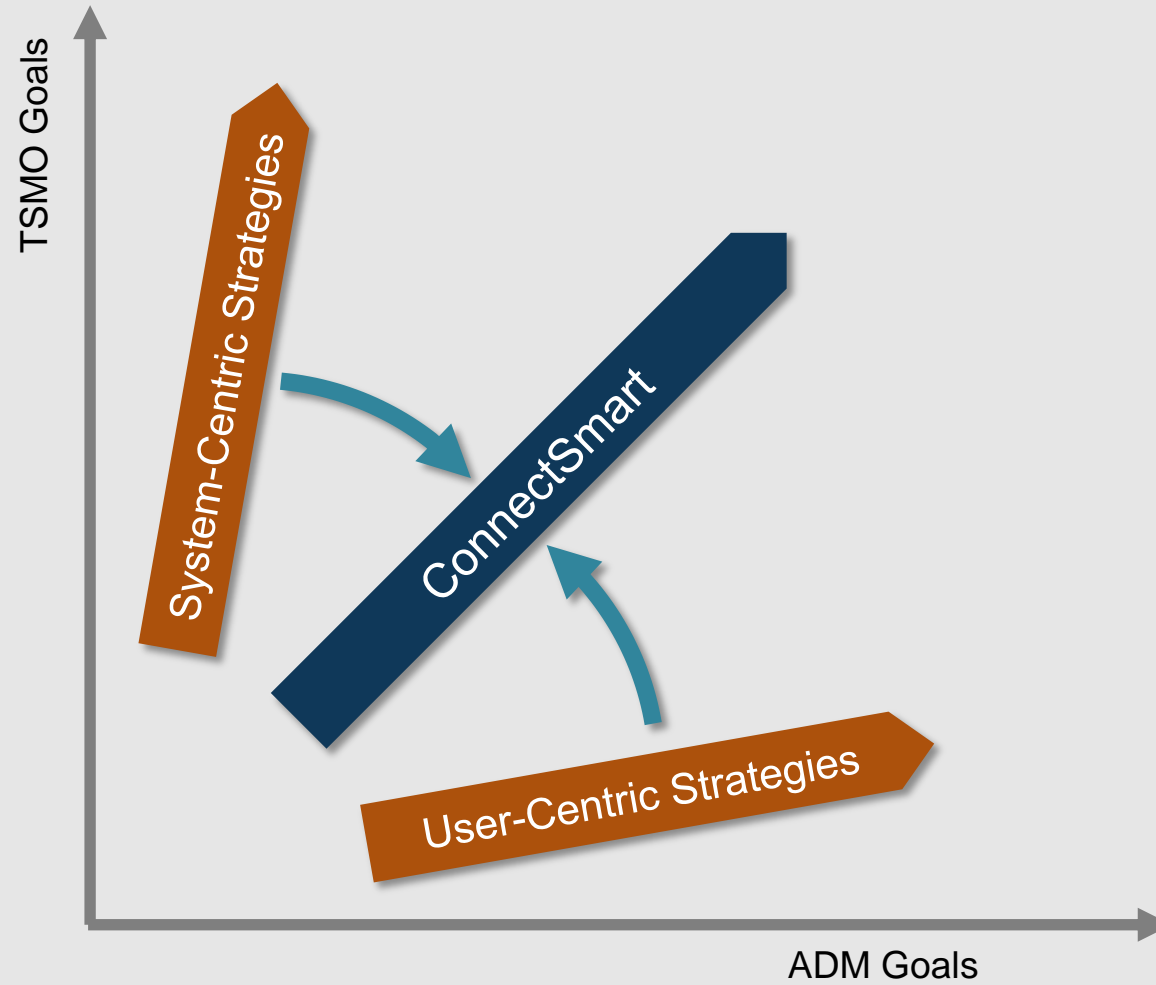 TSMO Goals
System-Centric Strategies
ConnectSmart
User-Centric Strategies
ADM Goals